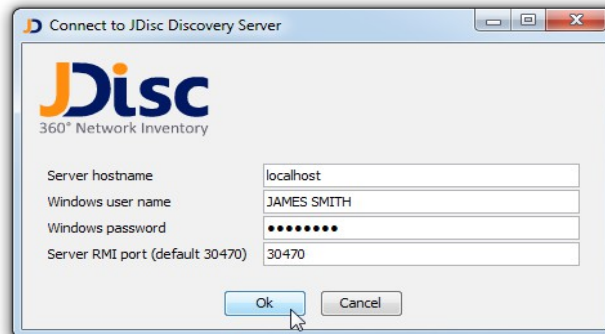 Connect to JDisc Discovery Server
JDisc
360° Network Inventory
Server hostname localhost
Windows user name JAMES SMITH
Windows password ●●●●●●●●
Server RMI port (default 30470) 30470
Ok Cancel